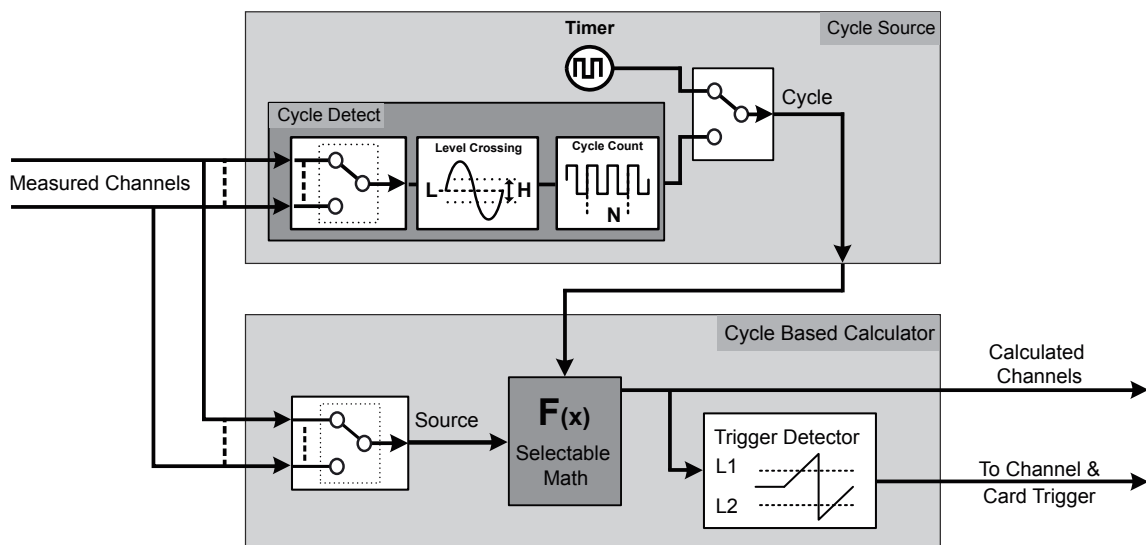 Timer
Cycle Source
Cycle Detect
Cycle
Level Crossing
Cycle Count
Measured Channels
L
H
N
Cycle Based Calculator
Calculated
Channels
F(x)
Source
Selectable
Math
Trigger Detector
L1
L2
To Channel &
Card Trigger